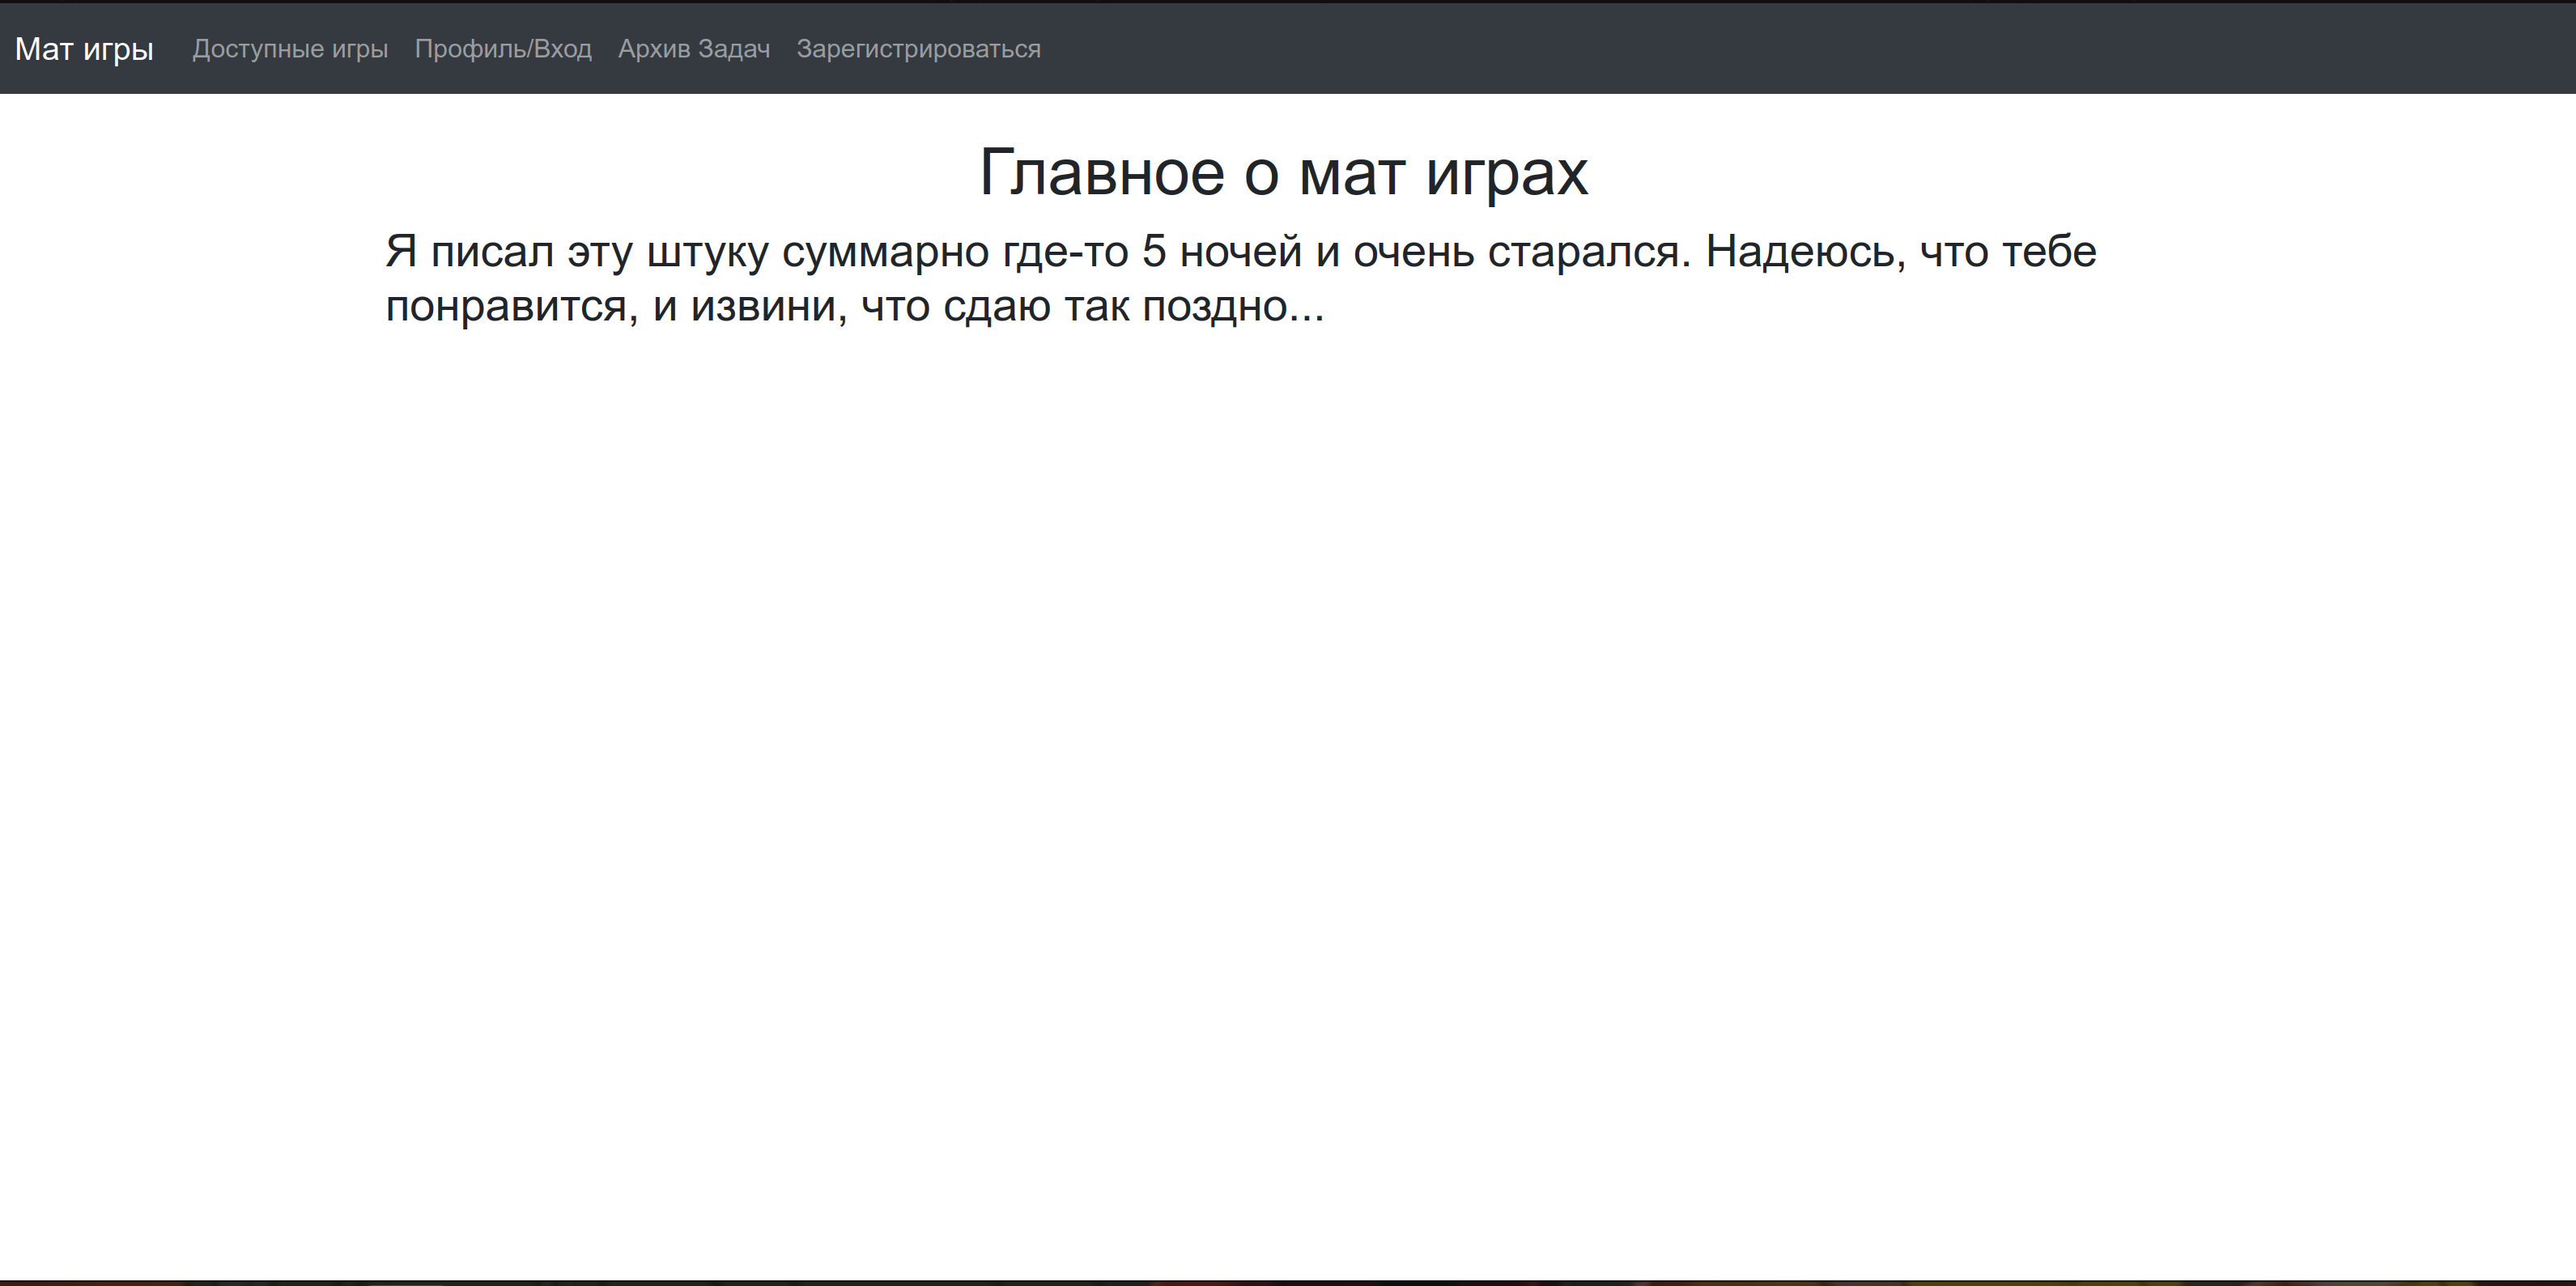 Мат игры Доступные игры Профиль/Вход Архив Задач Зарегистрироваться
Главное о мат играх
Я писал эту штуку суммарно где-то 5 ночей и очень старался. Надеюсь, что тебе
понравится, и извини, что сдаю так поздно...